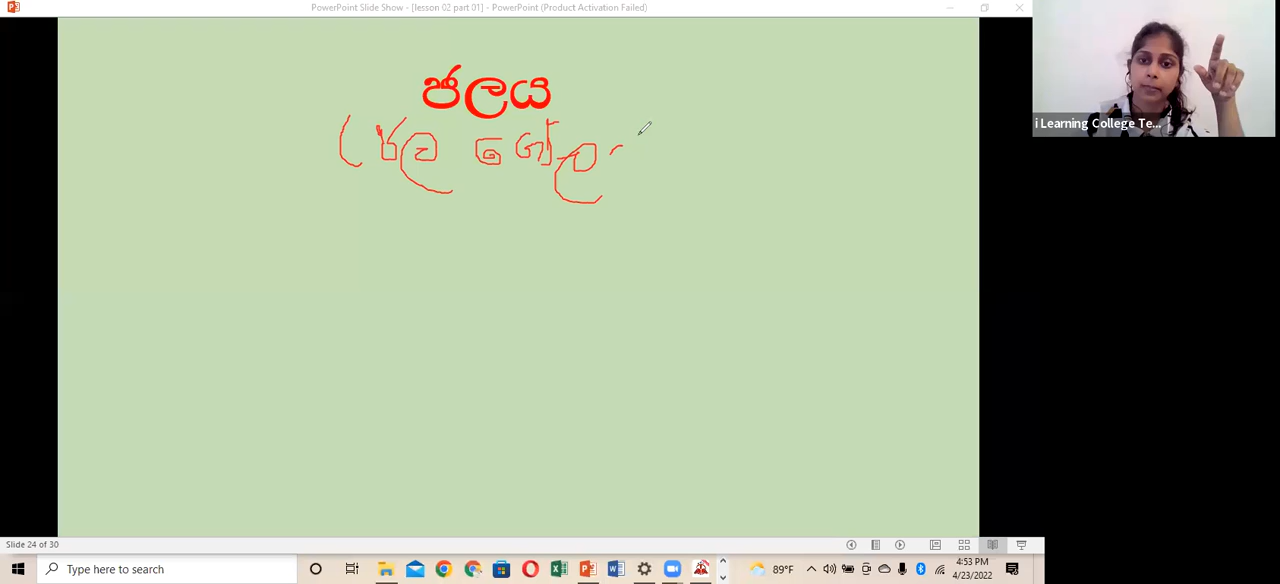 PowerPoint Slide Show - [lesson 02 part 01] - PowerPoint (Product Activation Failed)
i Learning College Te...
ජලය
(ජල ගෝල
Slide 24 of 30
Type here to search
89°F
4:53 PM
4/23/2022